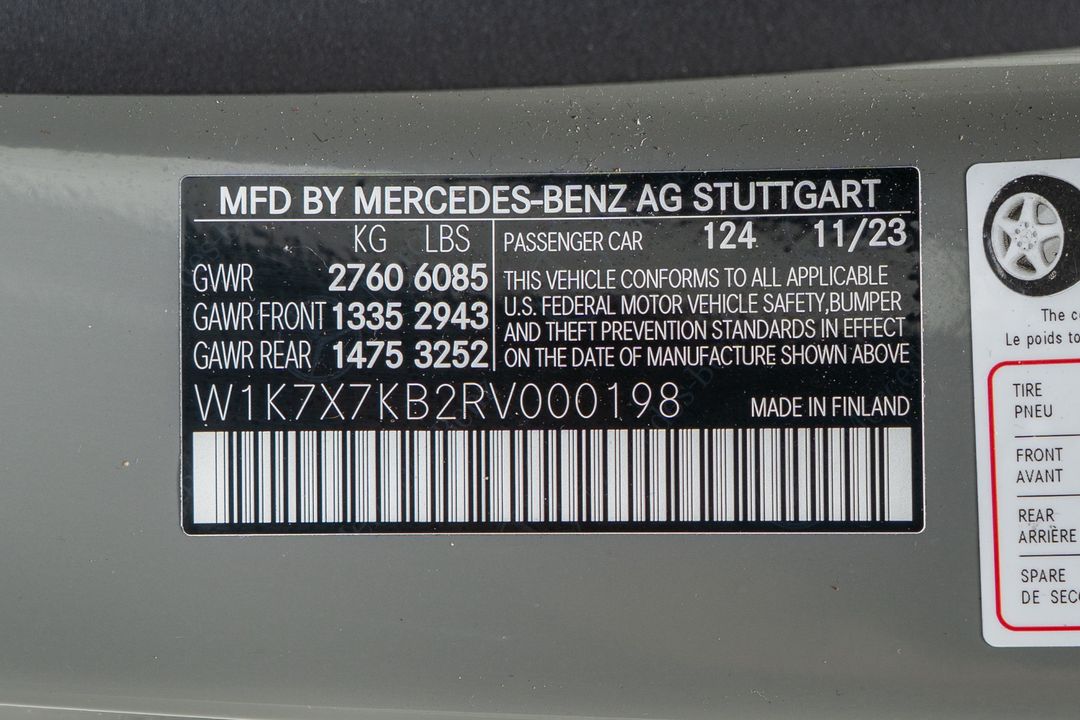 MFD BY MERCEDES-BENZ AG STUTTGART
KG LBS
GVWR 2760 6085
GAWR FRONT 1335 2943
GAWR REAR 1475 3252
PASSENGER CAR 124 11/23
THIS VEHICLE CONFORMS TO ALL APPLICABLE
U.S. FEDERAL MOTOR VEHICLE SAFETY,BUMPER
AND THEFT PREVENTION STANDARDS IN EFFECT
ON THE DATE OF MANUFACTURE SHOWN ABOVE
W1K7X7KB2RV000198
MADE IN FINLAND
The
Le poids
TIRE
PNEU
FRONT
AVANT
REAR
ARRIÈRE
SPARE
DE